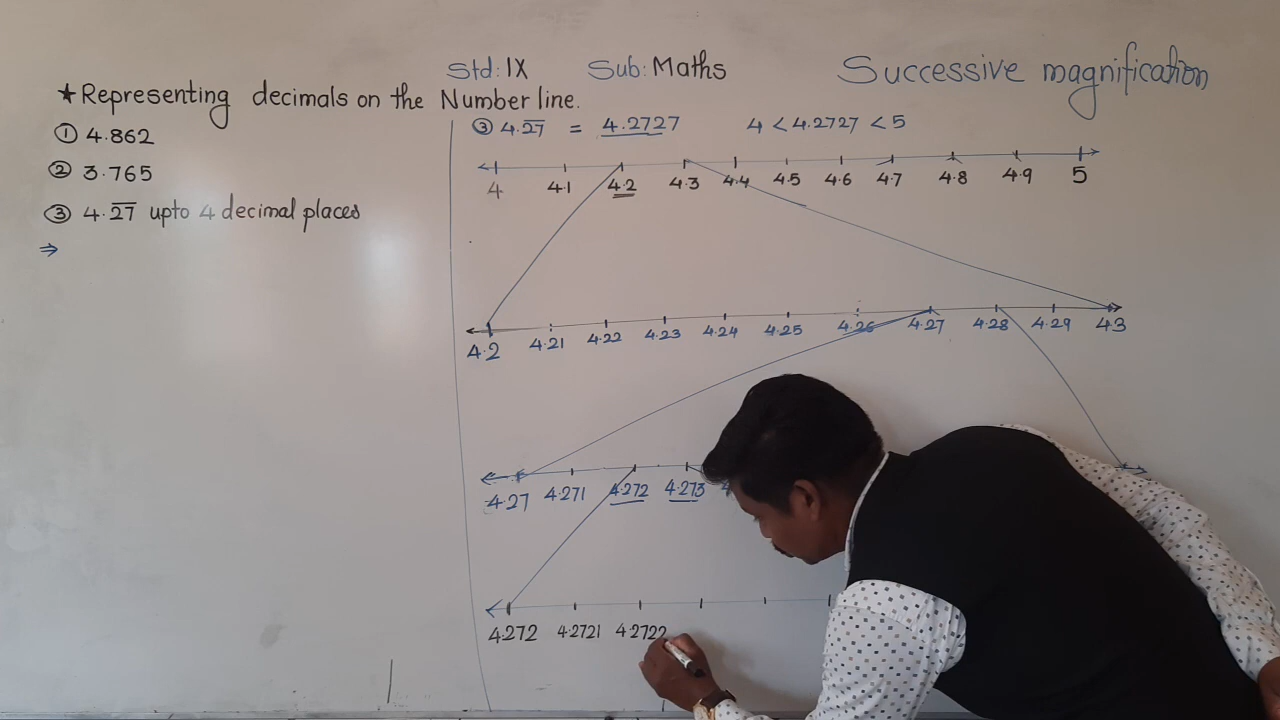 Std: IX Sub: Maths Successive magnification
★ Representing decimals on the Number line.
① 4.862
② 3.765
③ 4.2̅7̅ upto 4 decimal places
⇒
③ 4.2̅7̅ = 4.2727 4 < 4.2727 < 5
4 4.1 4.2 4.3 4.4 4.5 4.6 4.7 4.8 4.9 5
4.2 4.21 4.22 4.23 4.24 4.25 4.26 4.27 4.28 4.29 4.3
4.27 4.271 4.272 4.273
4.272 4.2721 4.2722